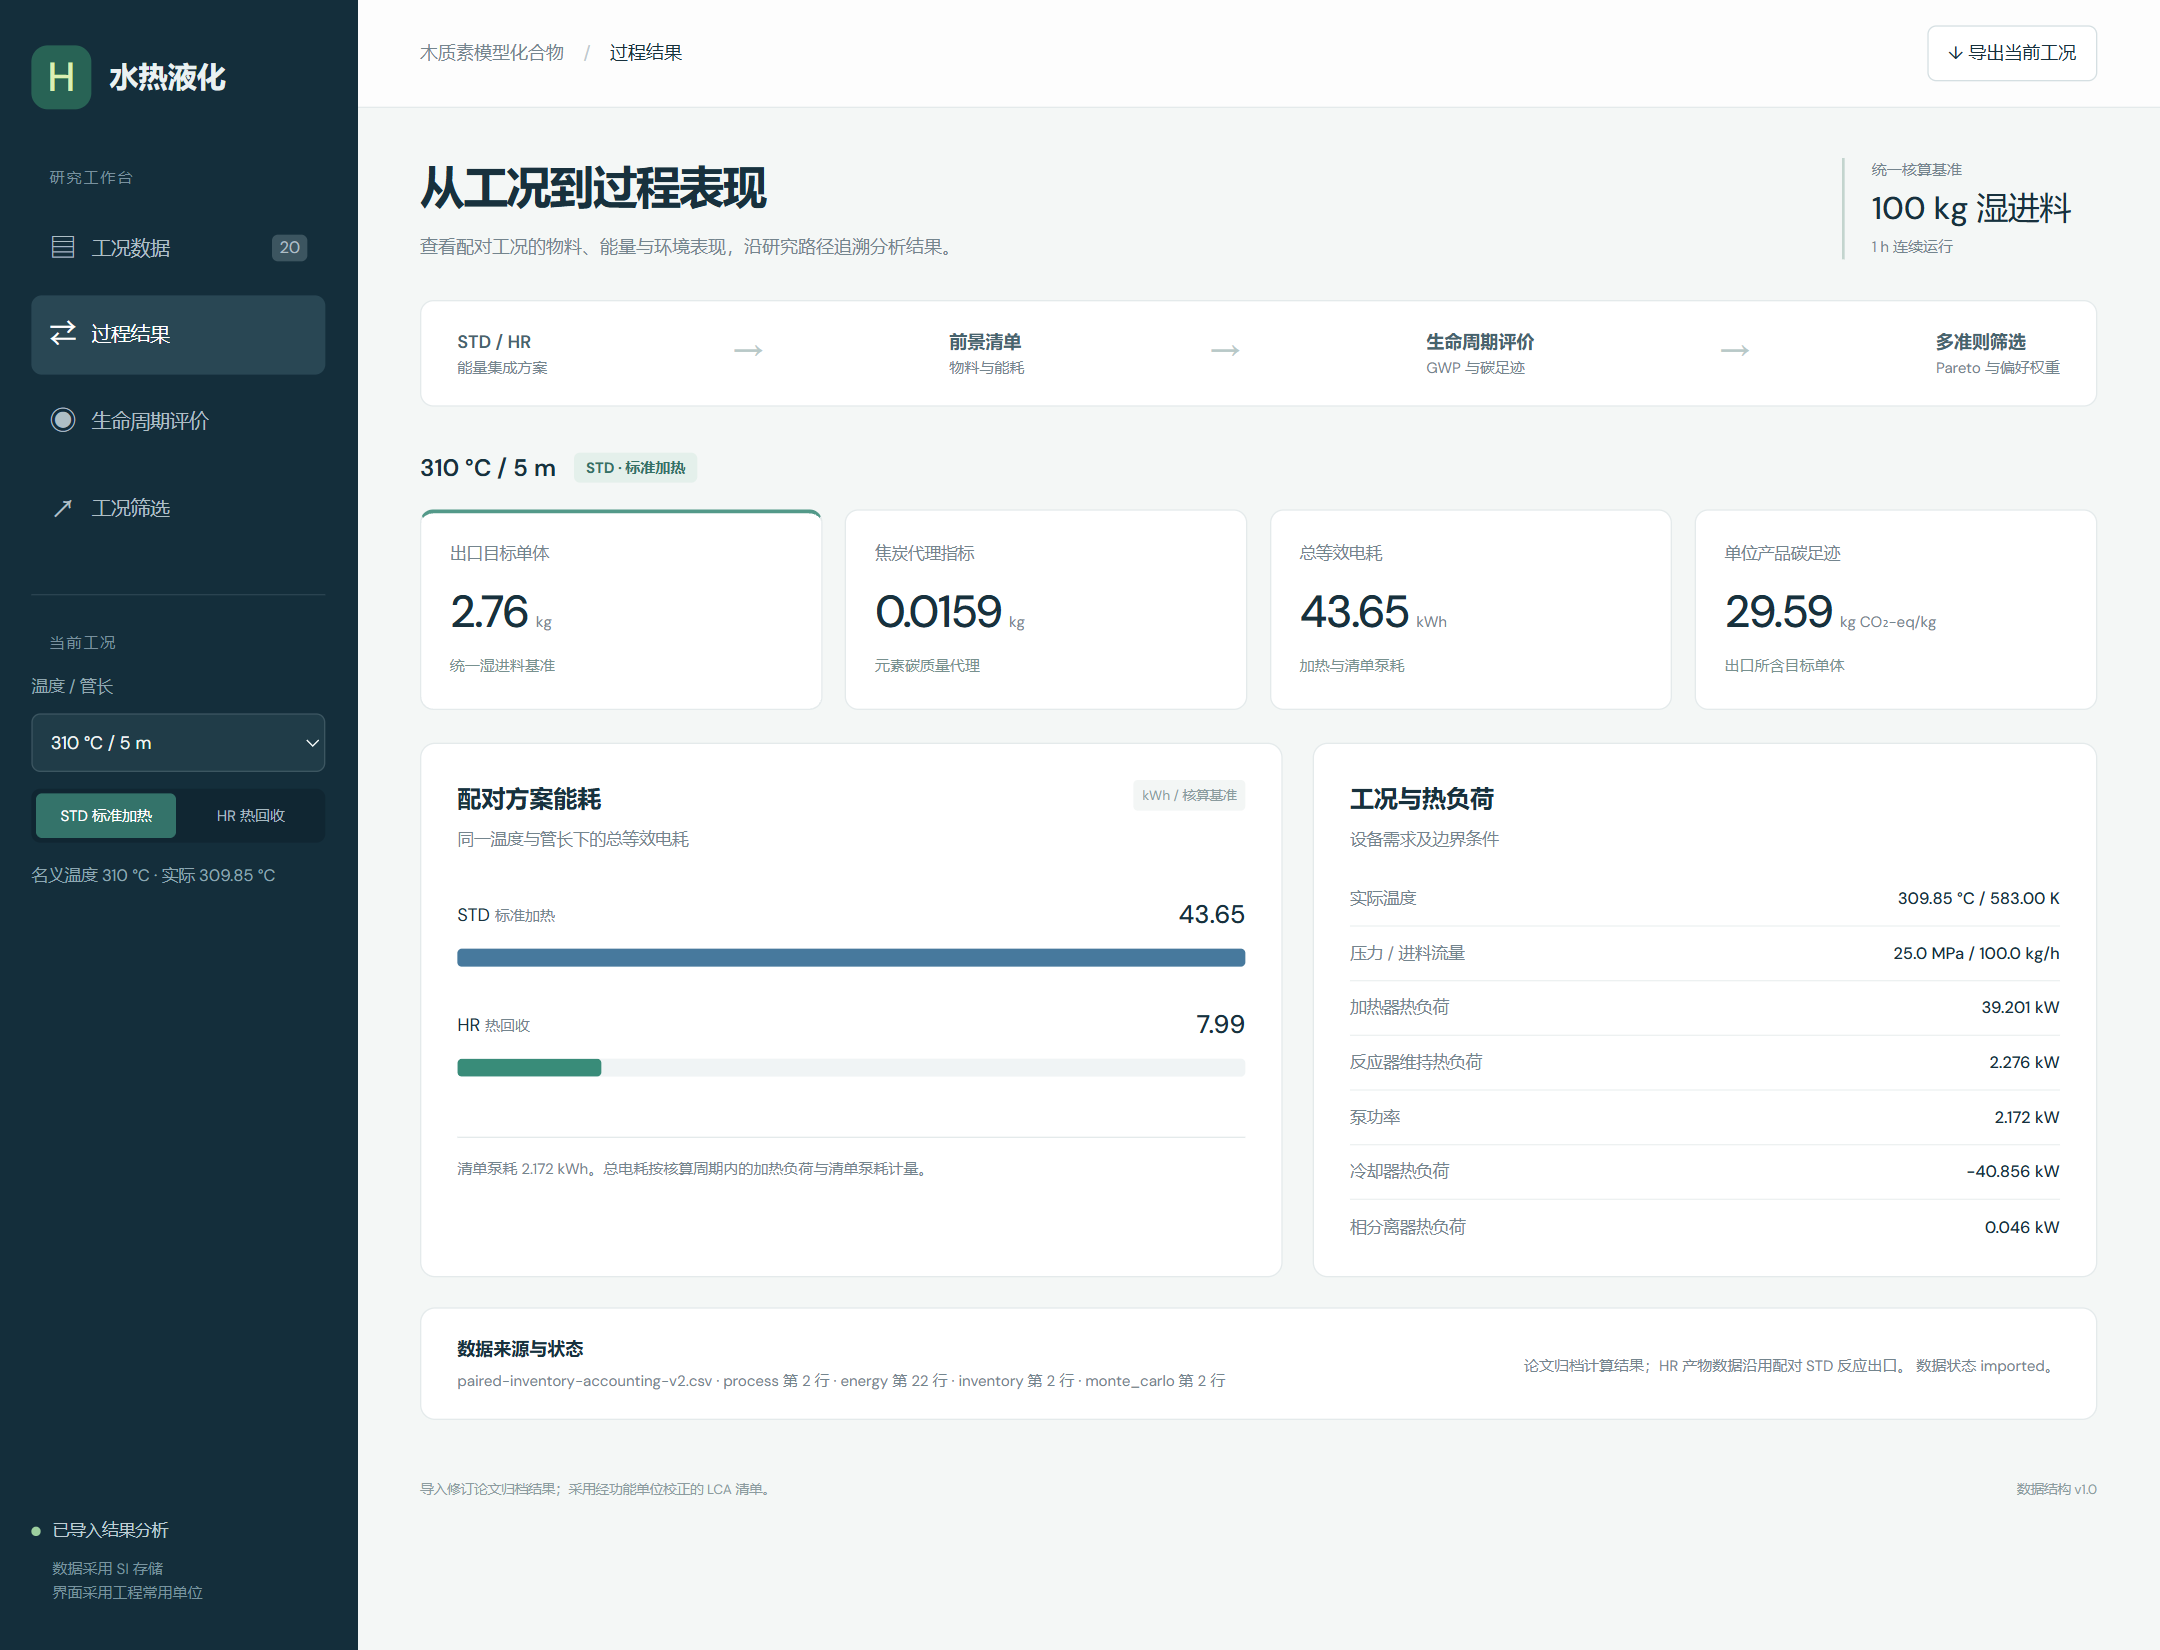 H 水热液化
研究工作台
工况数据 20
过程结果
生命周期评价
工况筛选
当前工况
温度 / 管长
310 °C / 5 m
STD 标准加热 HR 热回收
名义温度 310 °C · 实际 309.85 °C
已导入结果分析
数据采用 SI 存储
界面采用工程常用单位
木质素模型化合物 / 过程结果
↓ 导出当前工况
从工况到过程表现
查看配对工况的物料、能量与环境表现，沿研究路径追溯分析结果。
统一核算基准
100 kg 湿进料
1 h 连续运行
STD / HR
能量集成方案
→
前景清单
物料与能耗
→
生命周期评价
GWP 与碳足迹
→
多准则筛选
Pareto 与偏好权重
310 °C / 5 m STD · 标准加热
出口目标单体
2.76 kg
统一湿进料基准
焦炭代理指标
0.0159 kg
元素碳质量代理
总等效电耗
43.65 kWh
加热与清单泵耗
单位产品碳足迹
29.59 kg CO₂-eq/kg
出口所含目标单体
配对方案能耗
kWh / 核算基准
同一温度与管长下的总等效电耗
STD 标准加热 43.65
HR 热回收 7.99
清单泵耗 2.172 kWh。总电耗按核算周期内的加热负荷与清单泵耗计量。
工况与热负荷
设备需求及边界条件
实际温度 309.85 °C / 583.00 K
压力 / 进料流量 25.0 MPa / 100.0 kg/h
加热器热负荷 39.201 kW
反应器维持热负荷 2.276 kW
泵功率 2.172 kW
冷却器热负荷 -40.856 kW
相分离器热负荷 0.046 kW
数据来源与状态
paired-inventory-accounting-v2.csv · process 第 2 行 · energy 第 22 行 · inventory 第 2 行 · monte_carlo 第 2 行
论文归档计算结果；HR 产物数据沿用配对 STD 反应出口。 数据状态 imported。
导入修订论文归档结果；采用经功能单位校正的 LCA 清单。
数据结构 v1.0